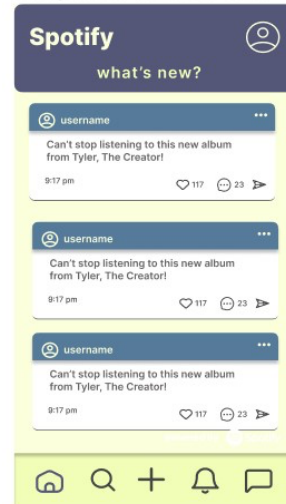 Spotify
what's new?
username
Can't stop listening to this new album
from Tyler, The Creator!
9:17 pm
117 23
username
Can't stop listening to this new album
from Tyler, The Creator!
9:17 pm
117 23
username
Can't stop listening to this new album
from Tyler, The Creator!
9:17 pm
117 23